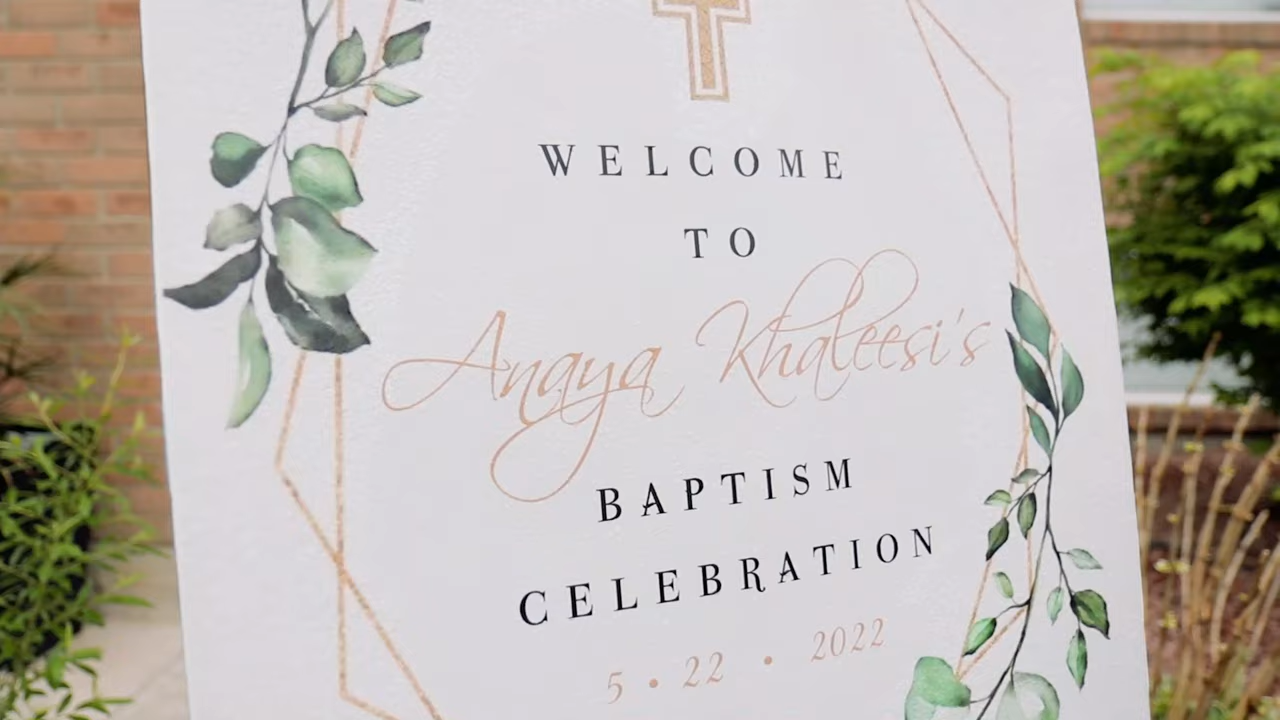 WELCOME
TO
Anaya Khaleesi's
BAPTISM
CELEBRATION
5 • 22 • 2022